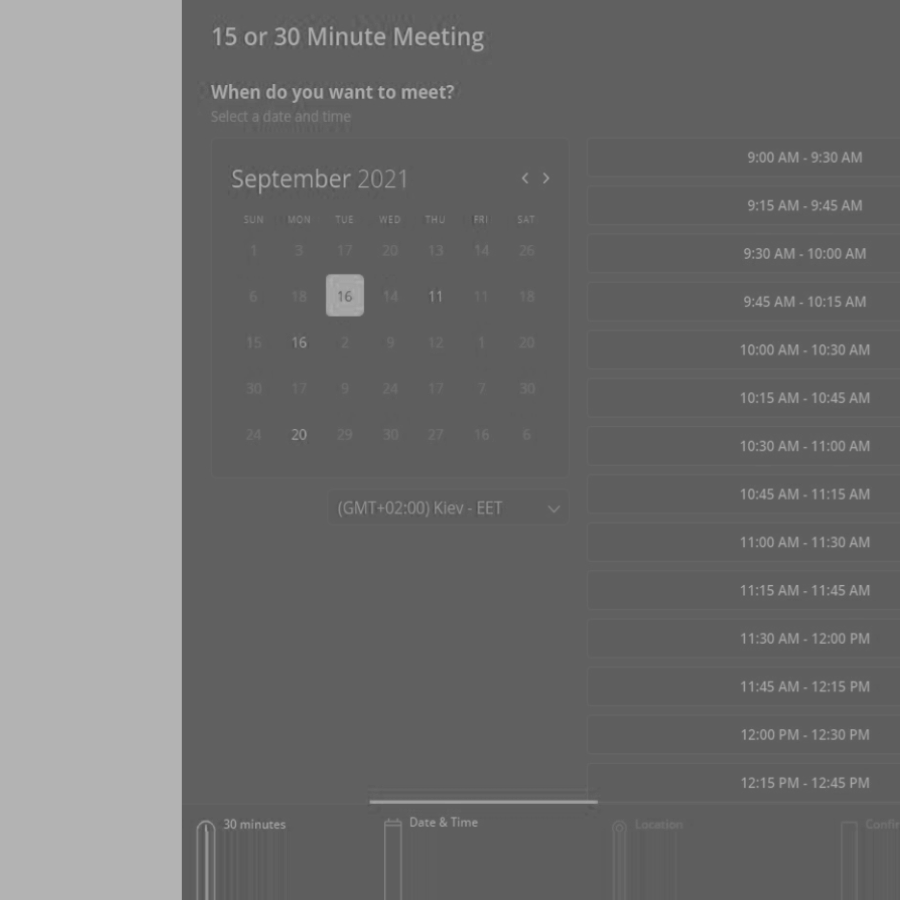 15 or 30 Minute Meeting
When do you want to meet?
Select a date and time
September 2021
SUN MON TUE WED THU FRI SAT
1 3 17 20 13 14 26
6 18 16 14 11 11 18
15 16 2 9 12 1 20
30 17 9 24 17 7 30
24 20 29 30 27 16 6
(GMT+02:00) Kiev - EET
9:00 AM - 9:30 AM
9:15 AM - 9:45 AM
9:30 AM - 10:00 AM
9:45 AM - 10:15 AM
10:00 AM - 10:30 AM
10:15 AM - 10:45 AM
10:30 AM - 11:00 AM
10:45 AM - 11:15 AM
11:00 AM - 11:30 AM
11:15 AM - 11:45 AM
11:30 AM - 12:00 PM
11:45 AM - 12:15 PM
12:00 PM - 12:30 PM
12:15 PM - 12:45 PM
30 minutes
Date & Time
Location